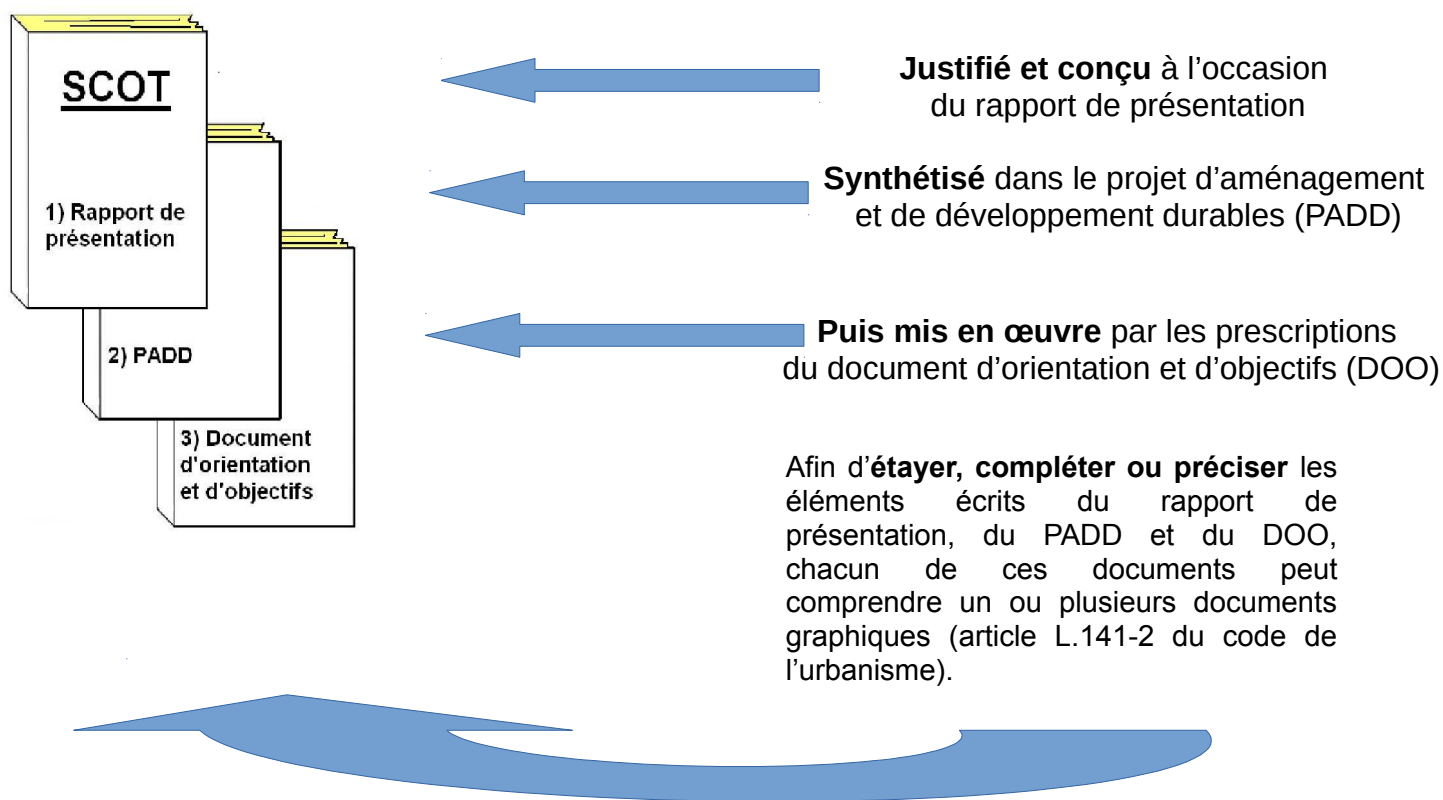 SCOT
1) Rapport de
présentation
2) PADD
3) Document
d'orientation
et d'objectifs
Justifié et conçu à l’occasion
du rapport de présentation
Synthétisé dans le projet d’aménagement
et de développement durables (PADD)
Puis mis en œuvre par les prescriptions
du document d’orientation et d’objectifs (DOO)
Afin d’étayer, compléter ou préciser les
éléments écrits du rapport de
présentation, du PADD et du DOO,
chacun de ces documents peut
comprendre un ou plusieurs documents
graphiques (article L.141-2 du code de
l’urbanisme).